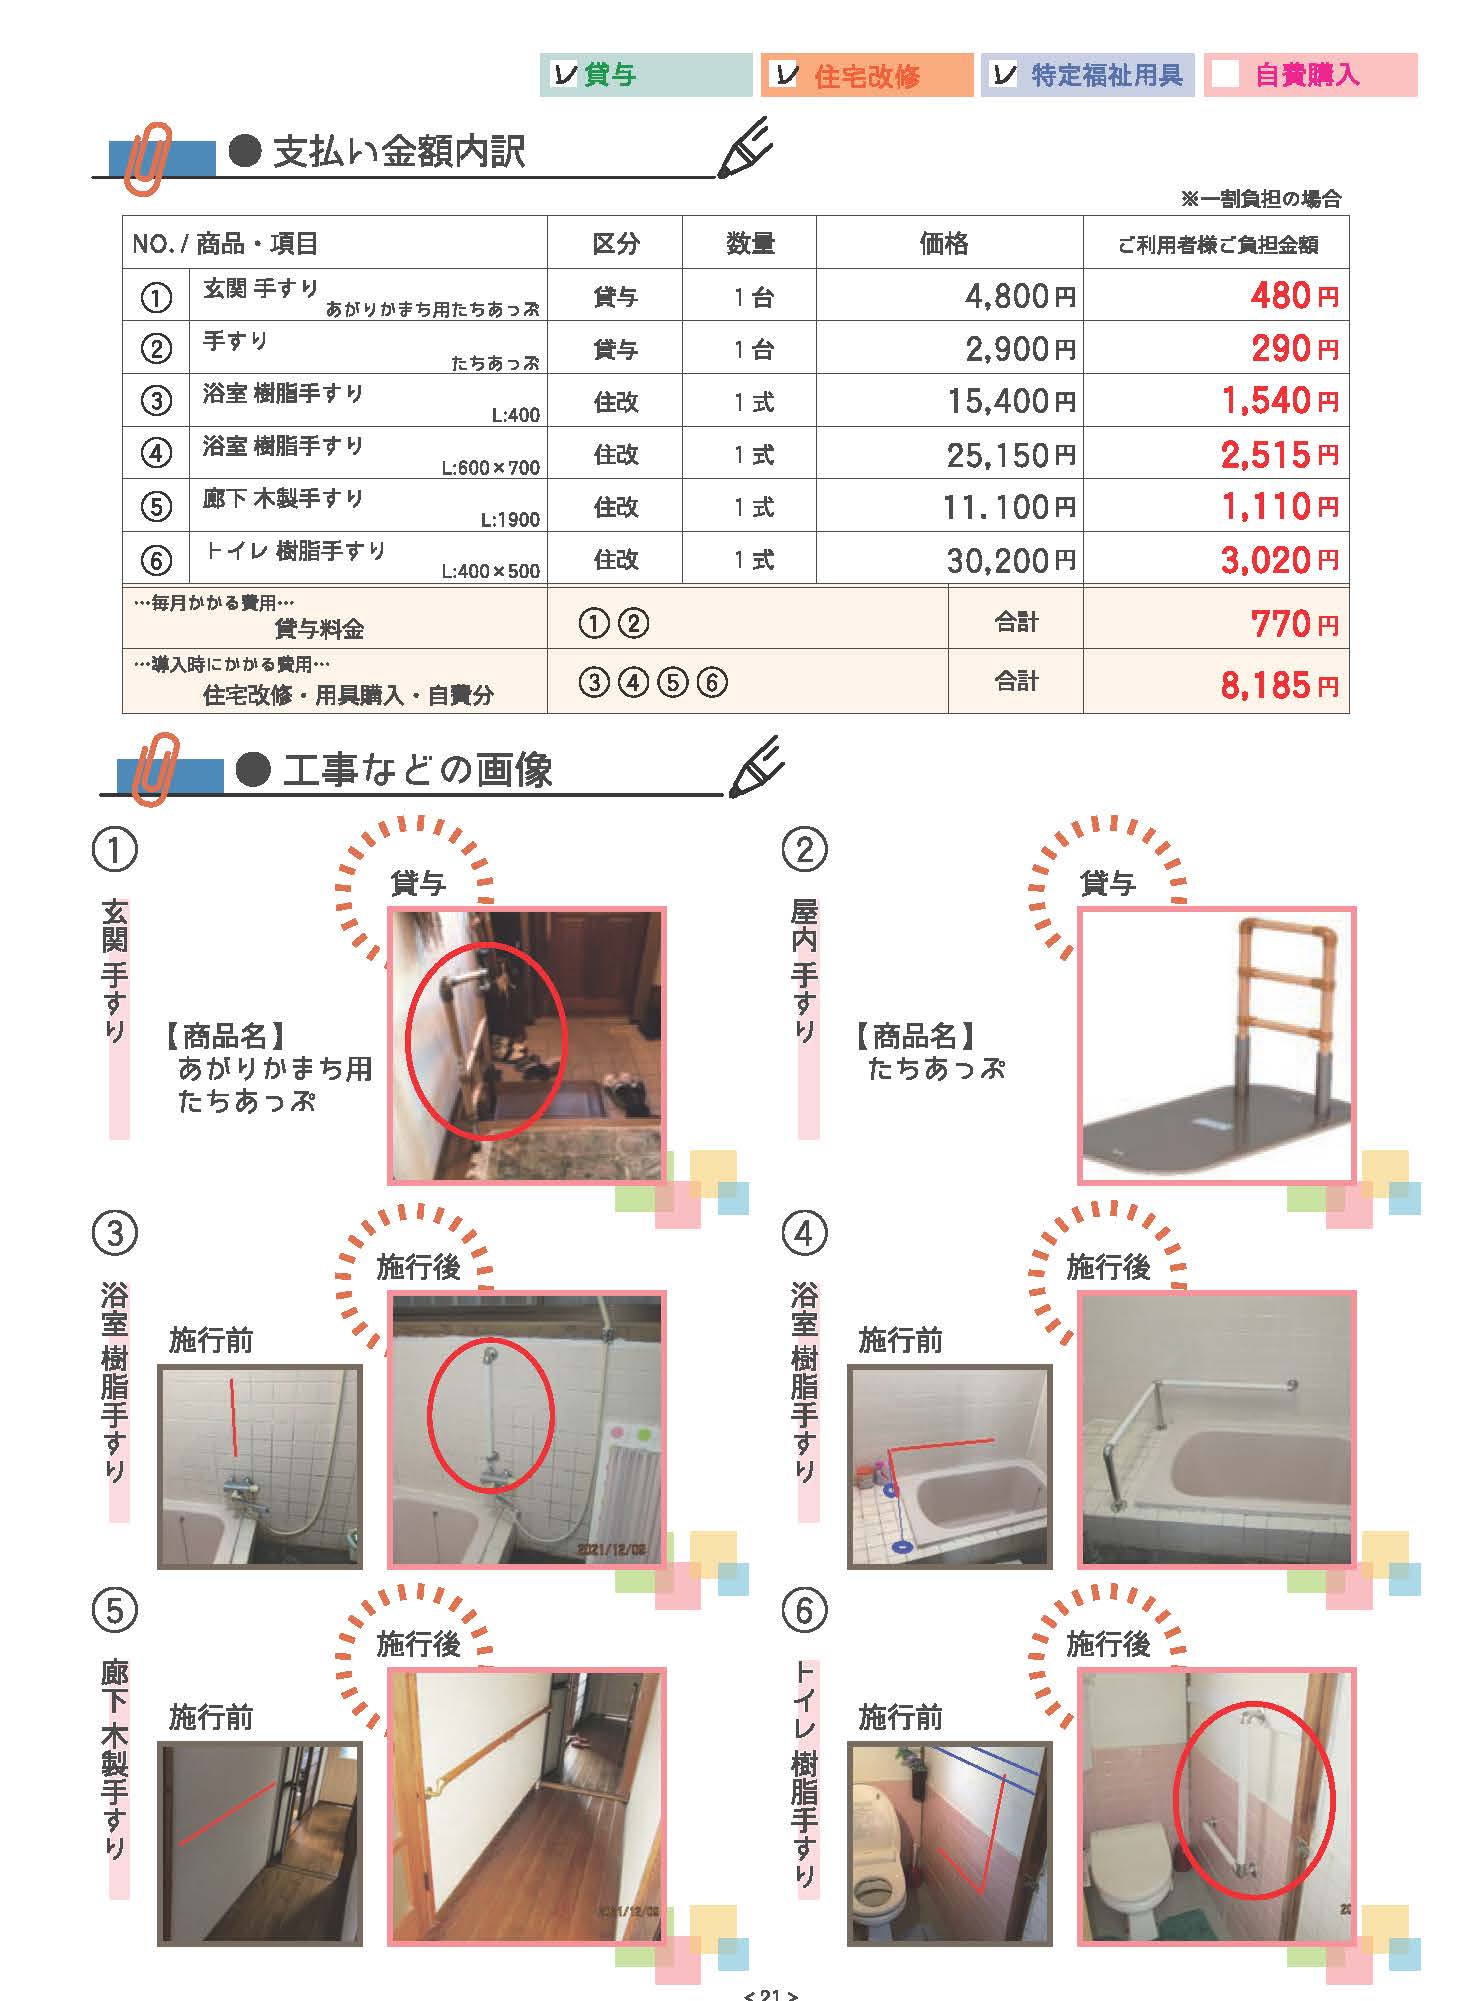 レ 貸与 レ 住宅改修 レ 特定福祉用具 自費購入
● 支払い金額内訳
※一割負担の場合
NO. / 商品・項目 区分 数量 価格 ご利用者様ご負担金額
① 玄関 手すり あがりかまち用たちあっぷ 貸与 1 台 4,800円 480円
② 手すり たちあっぷ 貸与 1 台 2,900円 290円
③ 浴室 樹脂手すり L:400 住改 1 式 15,400円 1,540円
④ 浴室 樹脂手すり L:600×700 住改 1 式 25,150円 2,515円
⑤ 廊下 木製手すり L:1900 住改 1 式 11.100円 1,110円
⑥ トイレ 樹脂手すり L:400×500 住改 1 式 30,200円 3,020円
…毎月かかる費用…
貸与料金 ①② 合計 770円
…導入時にかかる費用…
住宅改修・用具購入・自費分 ③④⑤⑥ 合計 8,185円
● 工事などの画像
①
玄関 手すり
貸与
【商品名】
あがりかまち用
たちあっぷ
②
屋内 手すり
貸与
【商品名】
たちあっぷ
③
浴室 樹脂手すり
施行前
施行後
2021/12/09
④
浴室 樹脂手すり
施行前
施行後
⑤
廊下 木製手すり
施行前
施行後
⑥
トイレ 樹脂手すり
施行前
施行後
<21>